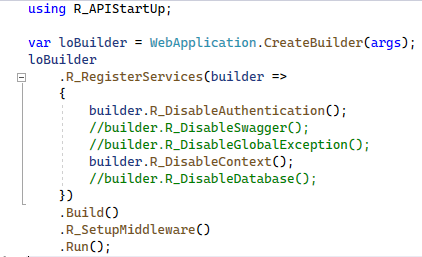 using R_APIStartUp;
var loBuilder = WebApplication.CreateBuilder(args);
loBuilder
.R_RegisterServices(builder =>
{
builder.R_DisableAuthentication();
//builder.R_DisableSwagger();
//builder.R_DisableGlobalException();
builder.R_DisableContext();
//builder.R_DisableDatabase();
})
.Build()
.R_SetupMiddleware()
.Run();